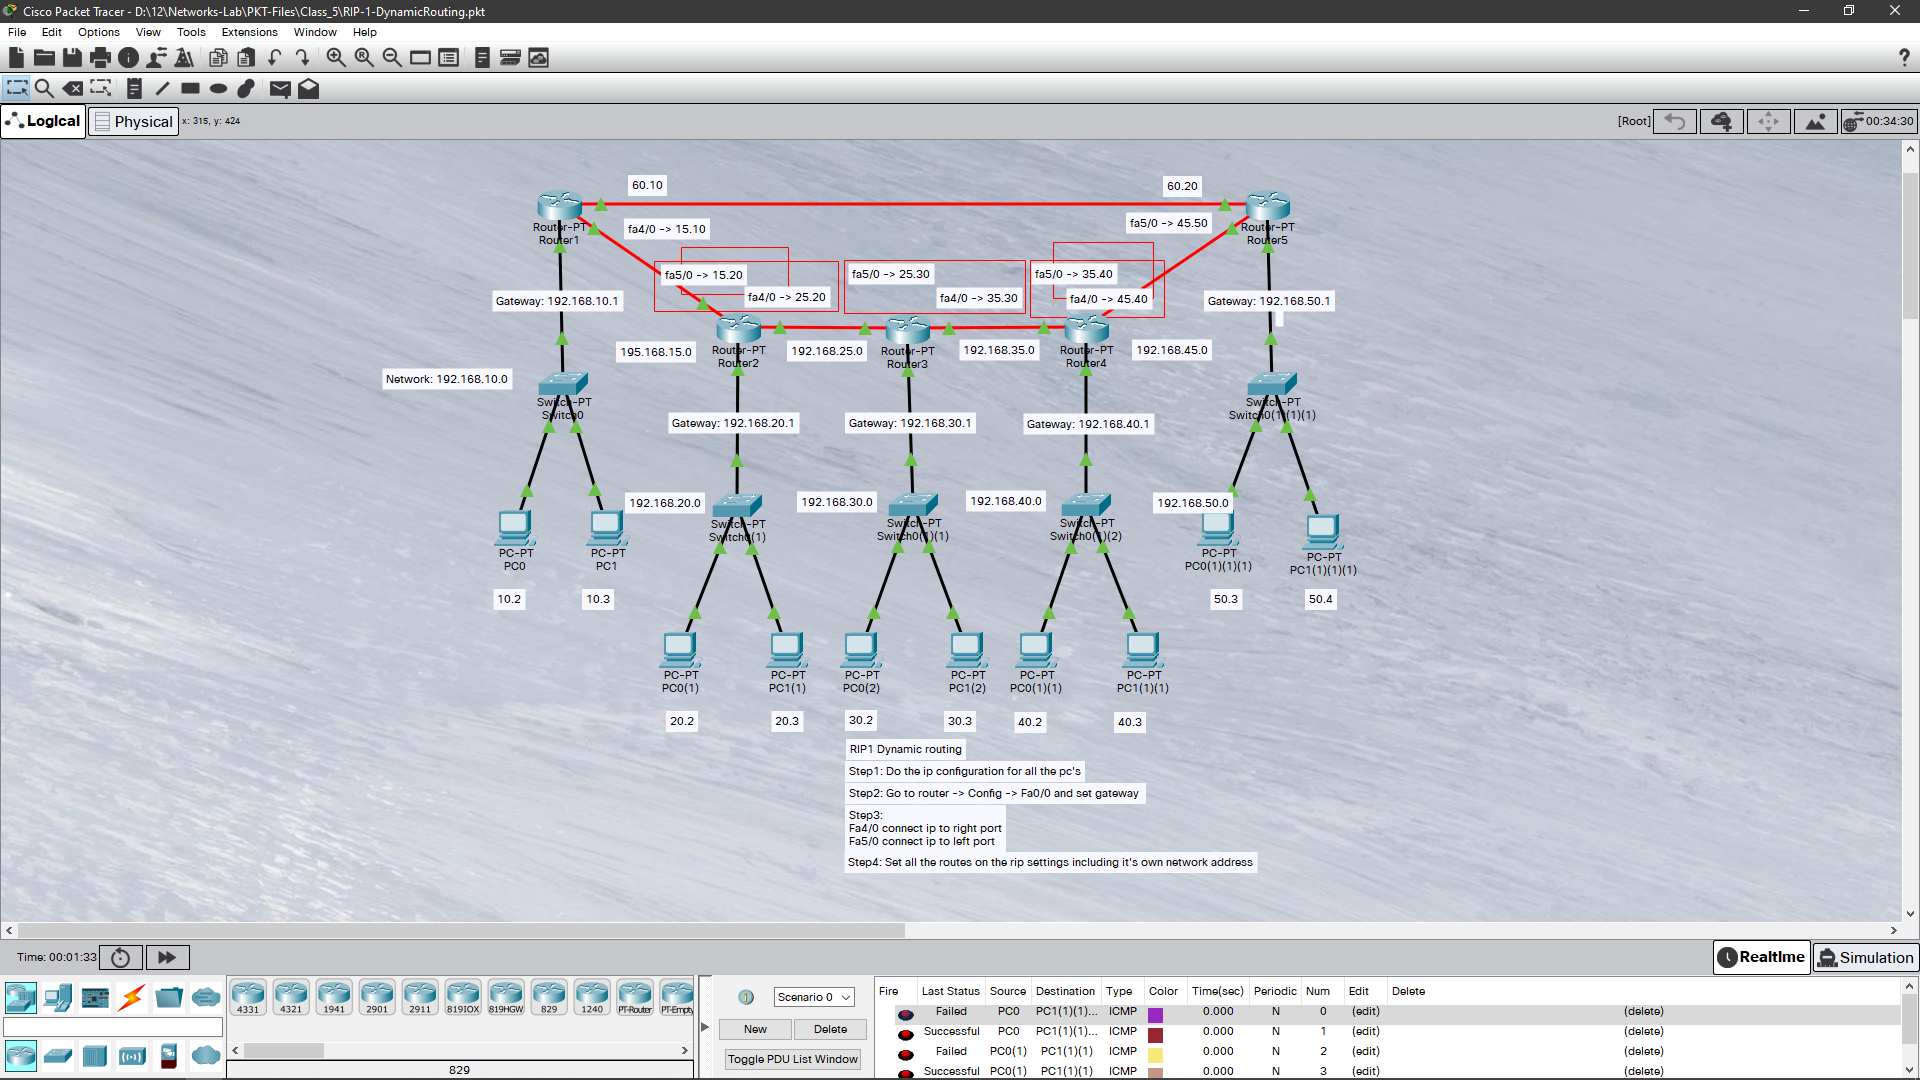 Cisco Packet Tracer - D:\12\Networks-Lab\PKT-Files\Class_5\RIP-1-DynamicRouting.pkt
File Edit Options View Tools Extensions Window Help
Logical Physical x: 315, y: 424 [Root] 00:34:30
60.10
60.20
Router-PT
Router1
fa4/0 -> 15.10
fa5/0 -> 45.50
Router-PT
Router5
fa5/0 -> 15.20
fa4/0 -> 25.20
fa5/0 -> 25.30
fa4/0 -> 35.30
fa5/0 -> 35.40
fa4/0 -> 45.40
Gateway: 192.168.10.1
Gateway: 192.168.50.1
195.168.15.0
Router-PT
Router2
192.168.25.0
Router-PT
Router3
192.168.35.0
Router-PT
Router4
192.168.45.0
Network: 192.168.10.0
Switch-PT
Switch0
Switch-PT
Switch0(1)(1)(1)
Gateway: 192.168.20.1
Gateway: 192.168.30.1
Gateway: 192.168.40.1
192.168.20.0
Switch-PT
Switch0(1)
192.168.30.0
Switch-PT
Switch0(1)(1)
192.168.40.0
Switch-PT
Switch0(1)(2)
192.168.50.0
PC-PT
PC0
PC-PT
PC1
PC-PT
PC0(1)(1)(1)
PC-PT
PC1(1)(1)(1)
10.2
10.3
50.3
50.4
PC-PT
PC0(1)
PC-PT
PC1(1)
PC-PT
PC0(2)
PC-PT
PC1(2)
PC-PT
PC0(1)(1)
PC-PT
PC1(1)(1)
20.2
20.3
30.2
30.3
40.2
40.3
RIP1 Dynamic routing
Step1: Do the ip configuration for all the pc's
Step2: Go to router -> Config -> Fa0/0 and set gateway
Step3:
Fa4/0 connect ip to right port
Fa5/0 connect ip to left port
Step4: Set all the routes on the rip settings including it's own network address
Time: 00:01:33
Realtime Simulation
4331 4321 1941 2901 2911 819IOX 819HGW 829 1240 PT-Router PT-Empty
829
Scenario 0
New Delete
Toggle PDU List Window
Fire Last Status Source Destination Type Color Time(sec) Periodic Num Edit Delete
Failed PC0 PC1(1)(1)... ICMP 0.000 N 0 (edit) (delete)
Successful PC0 PC1(1)(1)... ICMP 0.000 N 1 (edit) (delete)
Failed PC0(1) PC1(1)(1) ICMP 0.000 N 2 (edit) (delete)
Successful PC0(1) PC1(1)(1) ICMP 0.000 N 3 (edit) (delete)